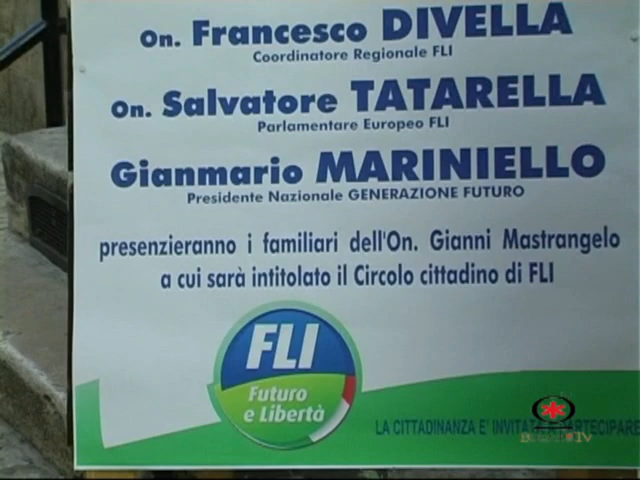 On. Francesco DIVELLA
Coordinatore Regionale FLI
On. Salvatore TATARELLA
Parlamentare Europeo FLI
Gianmario MARINIELLO
Presidente Nazionale GENERAZIONE FUTURO
presenzieranno i familiari dell'On. Gianni Mastrangelo
a cui sarà intitolato il Circolo cittadino di FLI
FLI
Futuro
e Libertà
LA CITTADINANZA E' INVITATA A PARTECIPARE